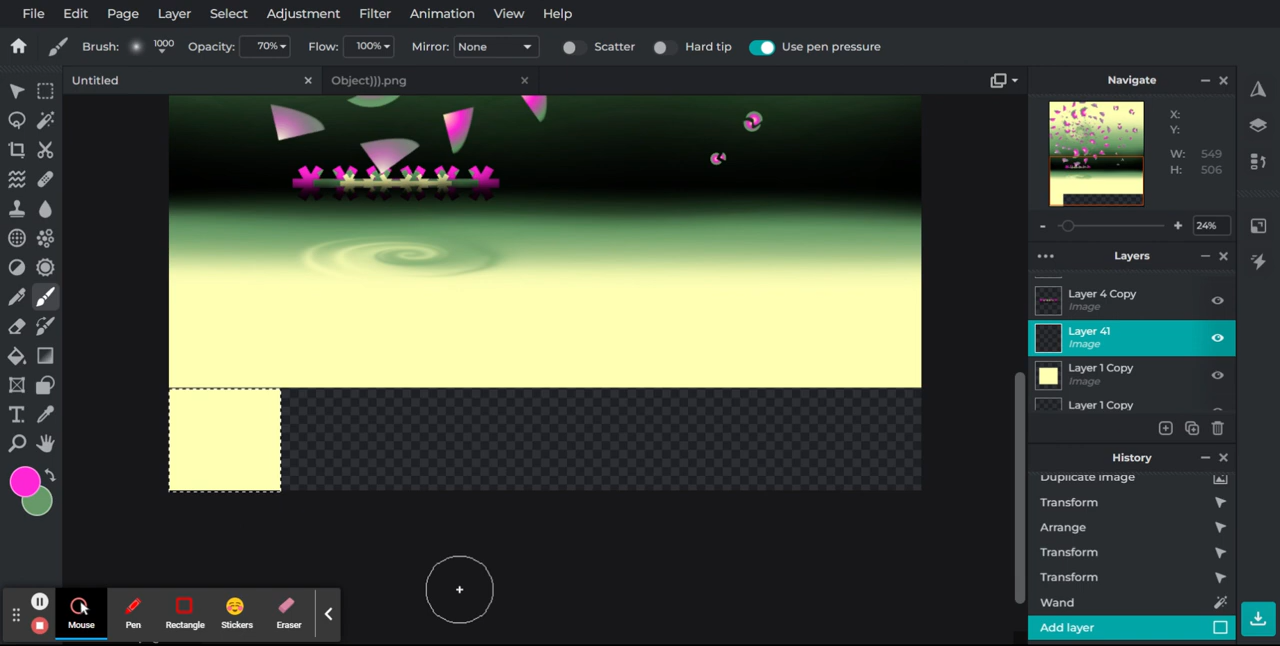 File Edit Page Layer Select Adjustment Filter Animation View Help
Brush: 1000 Opacity: 70% Flow: 100% Mirror: None Scatter Hard tip Use pen pressure
Untitled Object))).png Navigate
X:
Y:
W: 549
H: 506
24%
Layers
Layer 4 Copy
Image
Layer 41
Image
Layer 1 Copy
Image
Layer 1 Copy
History
Duplicate image
Transform
Arrange
Transform
Transform
Wand
Add layer
Mouse Pen Rectangle Stickers Eraser